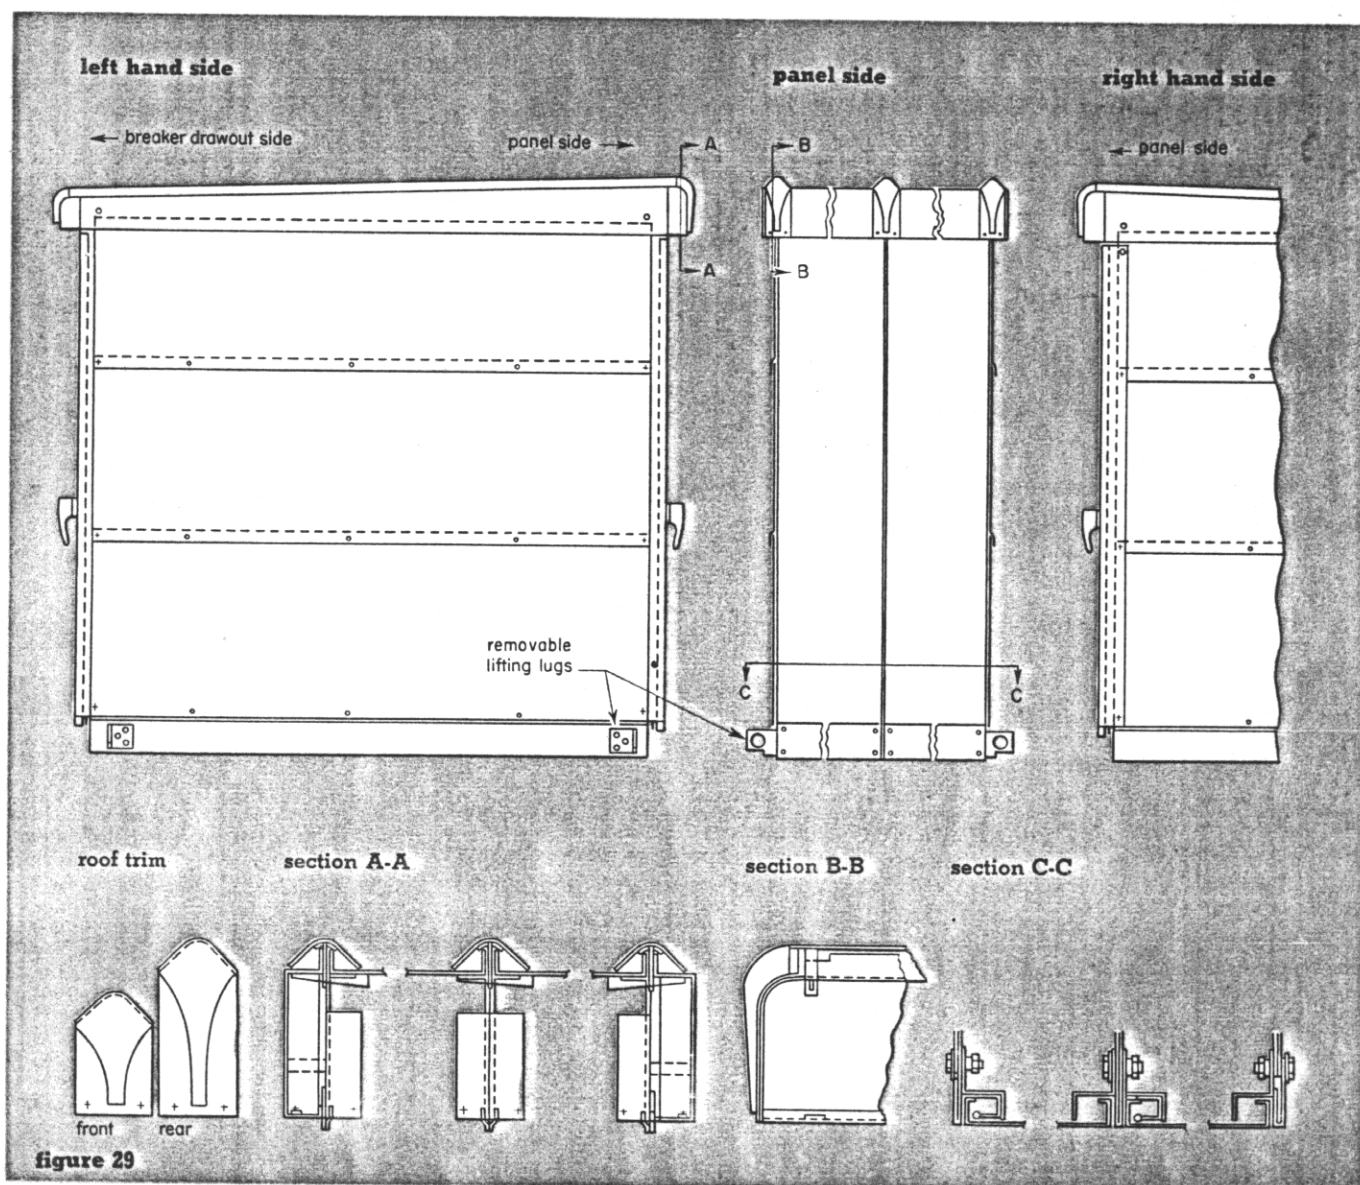 left hand side
panel side
right hand side
breaker drawout side
panel side
A
B
panel side
A
B
removable
lifting lugs
C
C
roof trim
section A-A
section B-B
section C-C
front
rear
figure 29